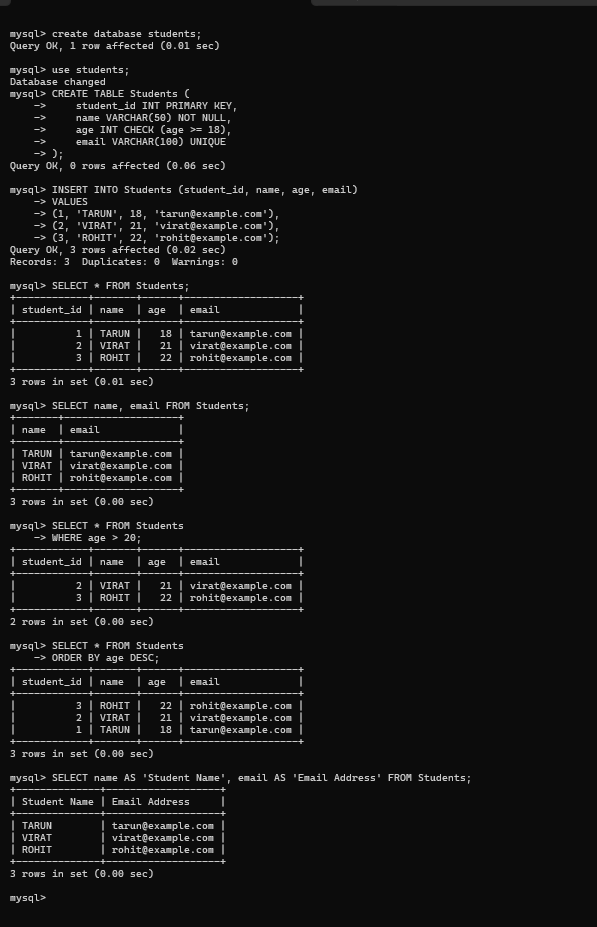 mysql> create database students;
Query OK, 1 row affected (0.01 sec)
mysql> use students;
Database changed
mysql> CREATE TABLE Students (
    ->     student_id INT PRIMARY KEY,
    ->     name VARCHAR(50) NOT NULL,
    ->     age INT CHECK (age >= 18),
    ->     email VARCHAR(100) UNIQUE
    -> );
Query OK, 0 rows affected (0.06 sec)
mysql> INSERT INTO Students (student_id, name, age, email)
    -> VALUES
    -> (1, 'TARUN', 18, 'tarun@example.com'),
    -> (2, 'VIRAT', 21, 'virat@example.com'),
    -> (3, 'ROHIT', 22, 'rohit@example.com');
Query OK, 3 rows affected (0.02 sec)
Records: 3  Duplicates: 0  Warnings: 0
mysql> SELECT * FROM Students;
+------------+-------+------+-------------------+
| student_id | name  | age  | email             |
+------------+-------+------+-------------------+
|          1 | TARUN |   18 | tarun@example.com |
|          2 | VIRAT |   21 | virat@example.com |
|          3 | ROHIT |   22 | rohit@example.com |
+------------+-------+------+-------------------+
3 rows in set (0.01 sec)
mysql> SELECT name, email FROM Students;
+-------+-------------------+
| name  | email             |
+-------+-------------------+
| TARUN | tarun@example.com |
| VIRAT | virat@example.com |
| ROHIT | rohit@example.com |
+-------+-------------------+
3 rows in set (0.00 sec)
mysql> SELECT * FROM Students
    -> WHERE age > 20;
+------------+-------+------+-------------------+
| student_id | name  | age  | email             |
+------------+-------+------+-------------------+
|          2 | VIRAT |   21 | virat@example.com |
|          3 | ROHIT |   22 | rohit@example.com |
+------------+-------+------+-------------------+
2 rows in set (0.00 sec)
mysql> SELECT * FROM Students
    -> ORDER BY age DESC;
+------------+-------+------+-------------------+
| student_id | name  | age  | email             |
+------------+-------+------+-------------------+
|          3 | ROHIT |   22 | rohit@example.com |
|          2 | VIRAT |   21 | virat@example.com |
|          1 | TARUN |   18 | tarun@example.com |
+------------+-------+------+-------------------+
3 rows in set (0.00 sec)
mysql> SELECT name AS 'Student Name', email AS 'Email Address' FROM Students;
+--------------+-------------------+
| Student Name | Email Address     |
+--------------+-------------------+
| TARUN        | tarun@example.com |
| VIRAT        | virat@example.com |
| ROHIT        | rohit@example.com |
+--------------+-------------------+
3 rows in set (0.00 sec)
mysql>